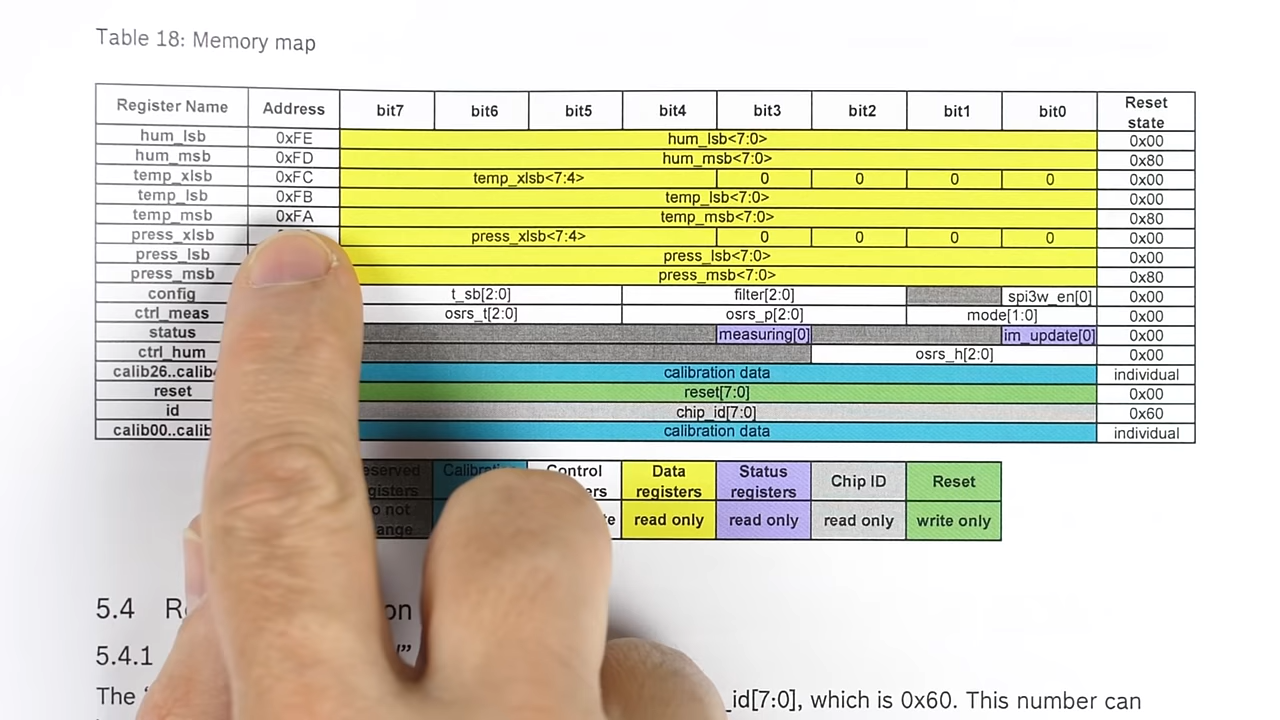 Table 18: Memory map
Register Name Address bit7 bit6 bit5 bit4 bit3 bit2 bit1 bit0 Reset state
hum_lsb 0xFE hum_lsb<7:0> 0x00
hum_msb 0xFD hum_msb<7:0> 0x80
temp_xlsb 0xFC temp_xlsb<7:4> 0 0 0 0 0x00
temp_lsb 0xFB temp_lsb<7:0> 0x00
temp_msb 0xFA temp_msb<7:0> 0x80
press_xlsb press_xlsb<7:4> 0 0 0 0 0x00
press_lsb press_lsb<7:0> 0x00
press_msb press_msb<7:0> 0x80
config t_sb[2:0] filter[2:0] spi3w_en[0] 0x00
ctrl_meas osrs_t[2:0] osrs_p[2:0] mode[1:0] 0x00
status measuring[0] im_update[0] 0x00
ctrl_hum osrs_h[2:0] 0x00
calib26..calib calibration data individual
reset reset[7:0] 0x00
id chip_id[7:0] 0x60
calib00..calib calibration data individual
Control Data registers Status registers Chip ID Reset
read only read only read only write only
5.4
5.4.1
The _id[7:0], which is 0x60. This number can